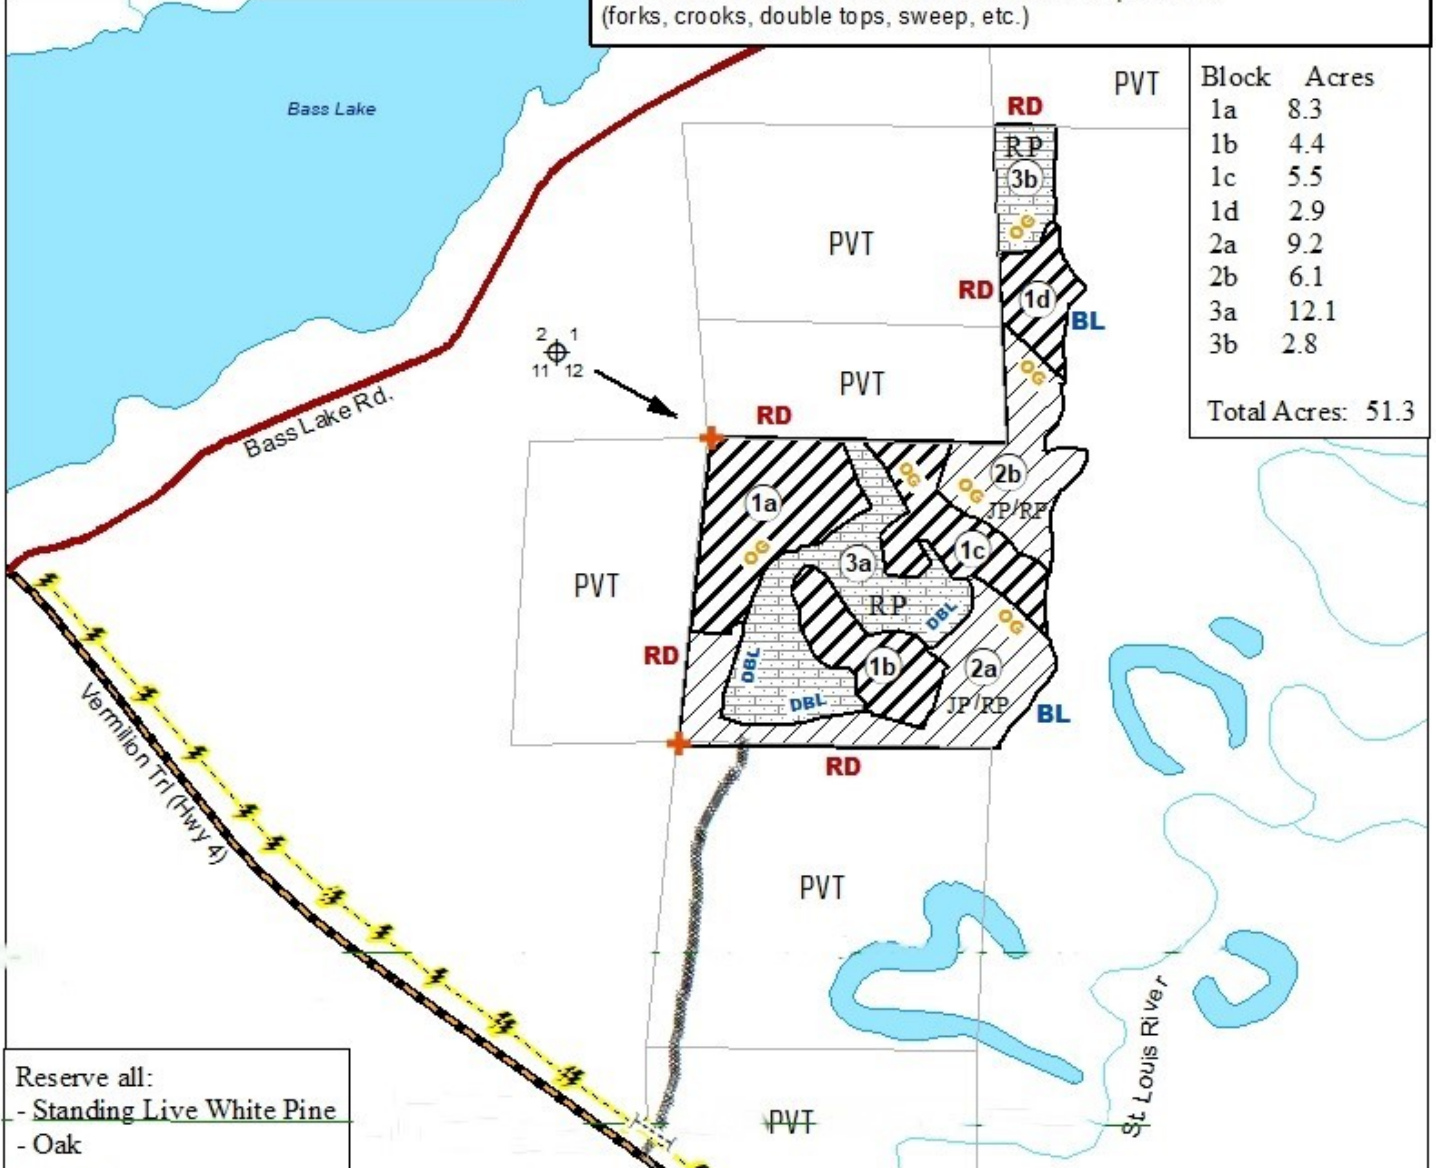 (forks, crooks, double tops, sweep, etc.)
Block Acres
1a 8.3
1b 4.4
1c 5.5
1d 2.9
2a 9.2
2b 6.1
3a 12.1
3b 2.8
Total Acres: 51.3
Bass Lake
PVT
RD
RP
3b
OG
PVT
RD
1d
BL
2 1
11 12
OG
PVT
RD
Bass Lake Rd.
1a
OG
OG
2b
OG
JP/RP
1c
OG
3a
RP
DBL
OG
PVT
RD
DBL
1b
2a
JP/RP
DBL
BL
RD
Vermilion Trl (Hwy 4)
PVT
St. Louis River
PVT
Reserve all:
- Standing Live White Pine
- Oak